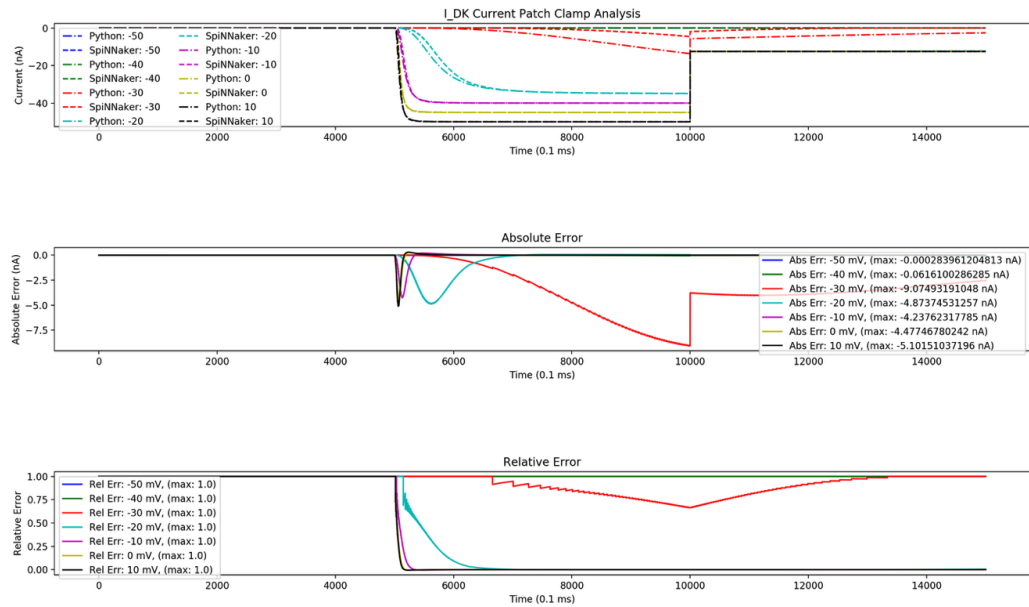 I_DK Current Patch Clamp Analysis
Current (nA)
0
−20
−40
Python: -50
SpiNNaker: -50
Python: -40
SpiNNaker: -40
Python: -30
SpiNNaker: -30
Python: -20
SpiNNaker: -20
Python: -10
SpiNNaker: -10
Python: 0
SpiNNaker: 0
Python: 10
SpiNNaker: 10
0 2000 4000 6000 8000 10000 12000 14000
Time (0.1 ms)
Absolute Error
Absolute Error (nA)
0.0
−2.5
−5.0
−7.5
Abs Err: -50 mV, (max: -0.000283961204813 nA)
Abs Err: -40 mV, (max: -0.0616100286285 nA)
Abs Err: -30 mV, (max: -9.07493191048 nA)
Abs Err: -20 mV, (max: -4.87374531257 nA)
Abs Err: -10 mV, (max: -4.23762317785 nA)
Abs Err: 0 mV, (max: -4.47746780242 nA)
Abs Err: 10 mV, (max: -5.10151037196 nA)
0 2000 4000 6000 8000 10000 12000 14000
Time (0.1 ms)
Relative Error
Relative Error
1.00
0.75
0.50
0.25
0.00
Rel Err: -50 mV, (max: 1.0)
Rel Err: -40 mV, (max: 1.0)
Rel Err: -30 mV, (max: 1.0)
Rel Err: -20 mV, (max: 1.0)
Rel Err: -10 mV, (max: 1.0)
Rel Err: 0 mV, (max: 1.0)
Rel Err: 10 mV, (max: 1.0)
0 2000 4000 6000 8000 10000 12000 14000
Time (0.1 ms)